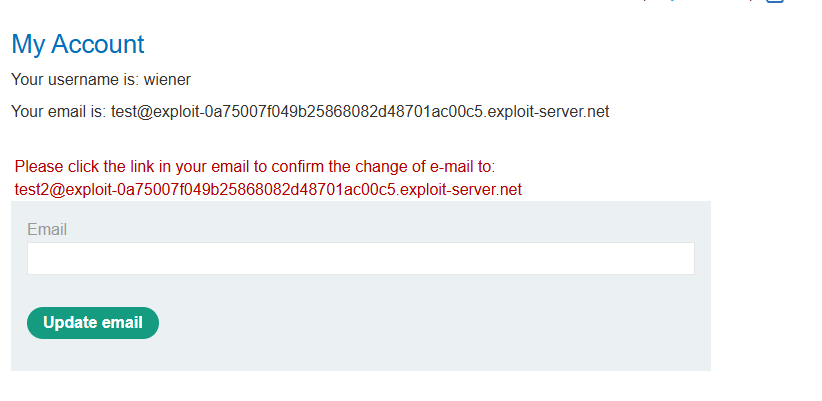 My Account
Your username is: wiener
Your email is: test@exploit-0a75007f049b25868082d48701ac00c5.exploit-server.net
Please click the link in your email to confirm the change of e-mail to:
test2@exploit-0a75007f049b25868082d48701ac00c5.exploit-server.net
Email
Update email